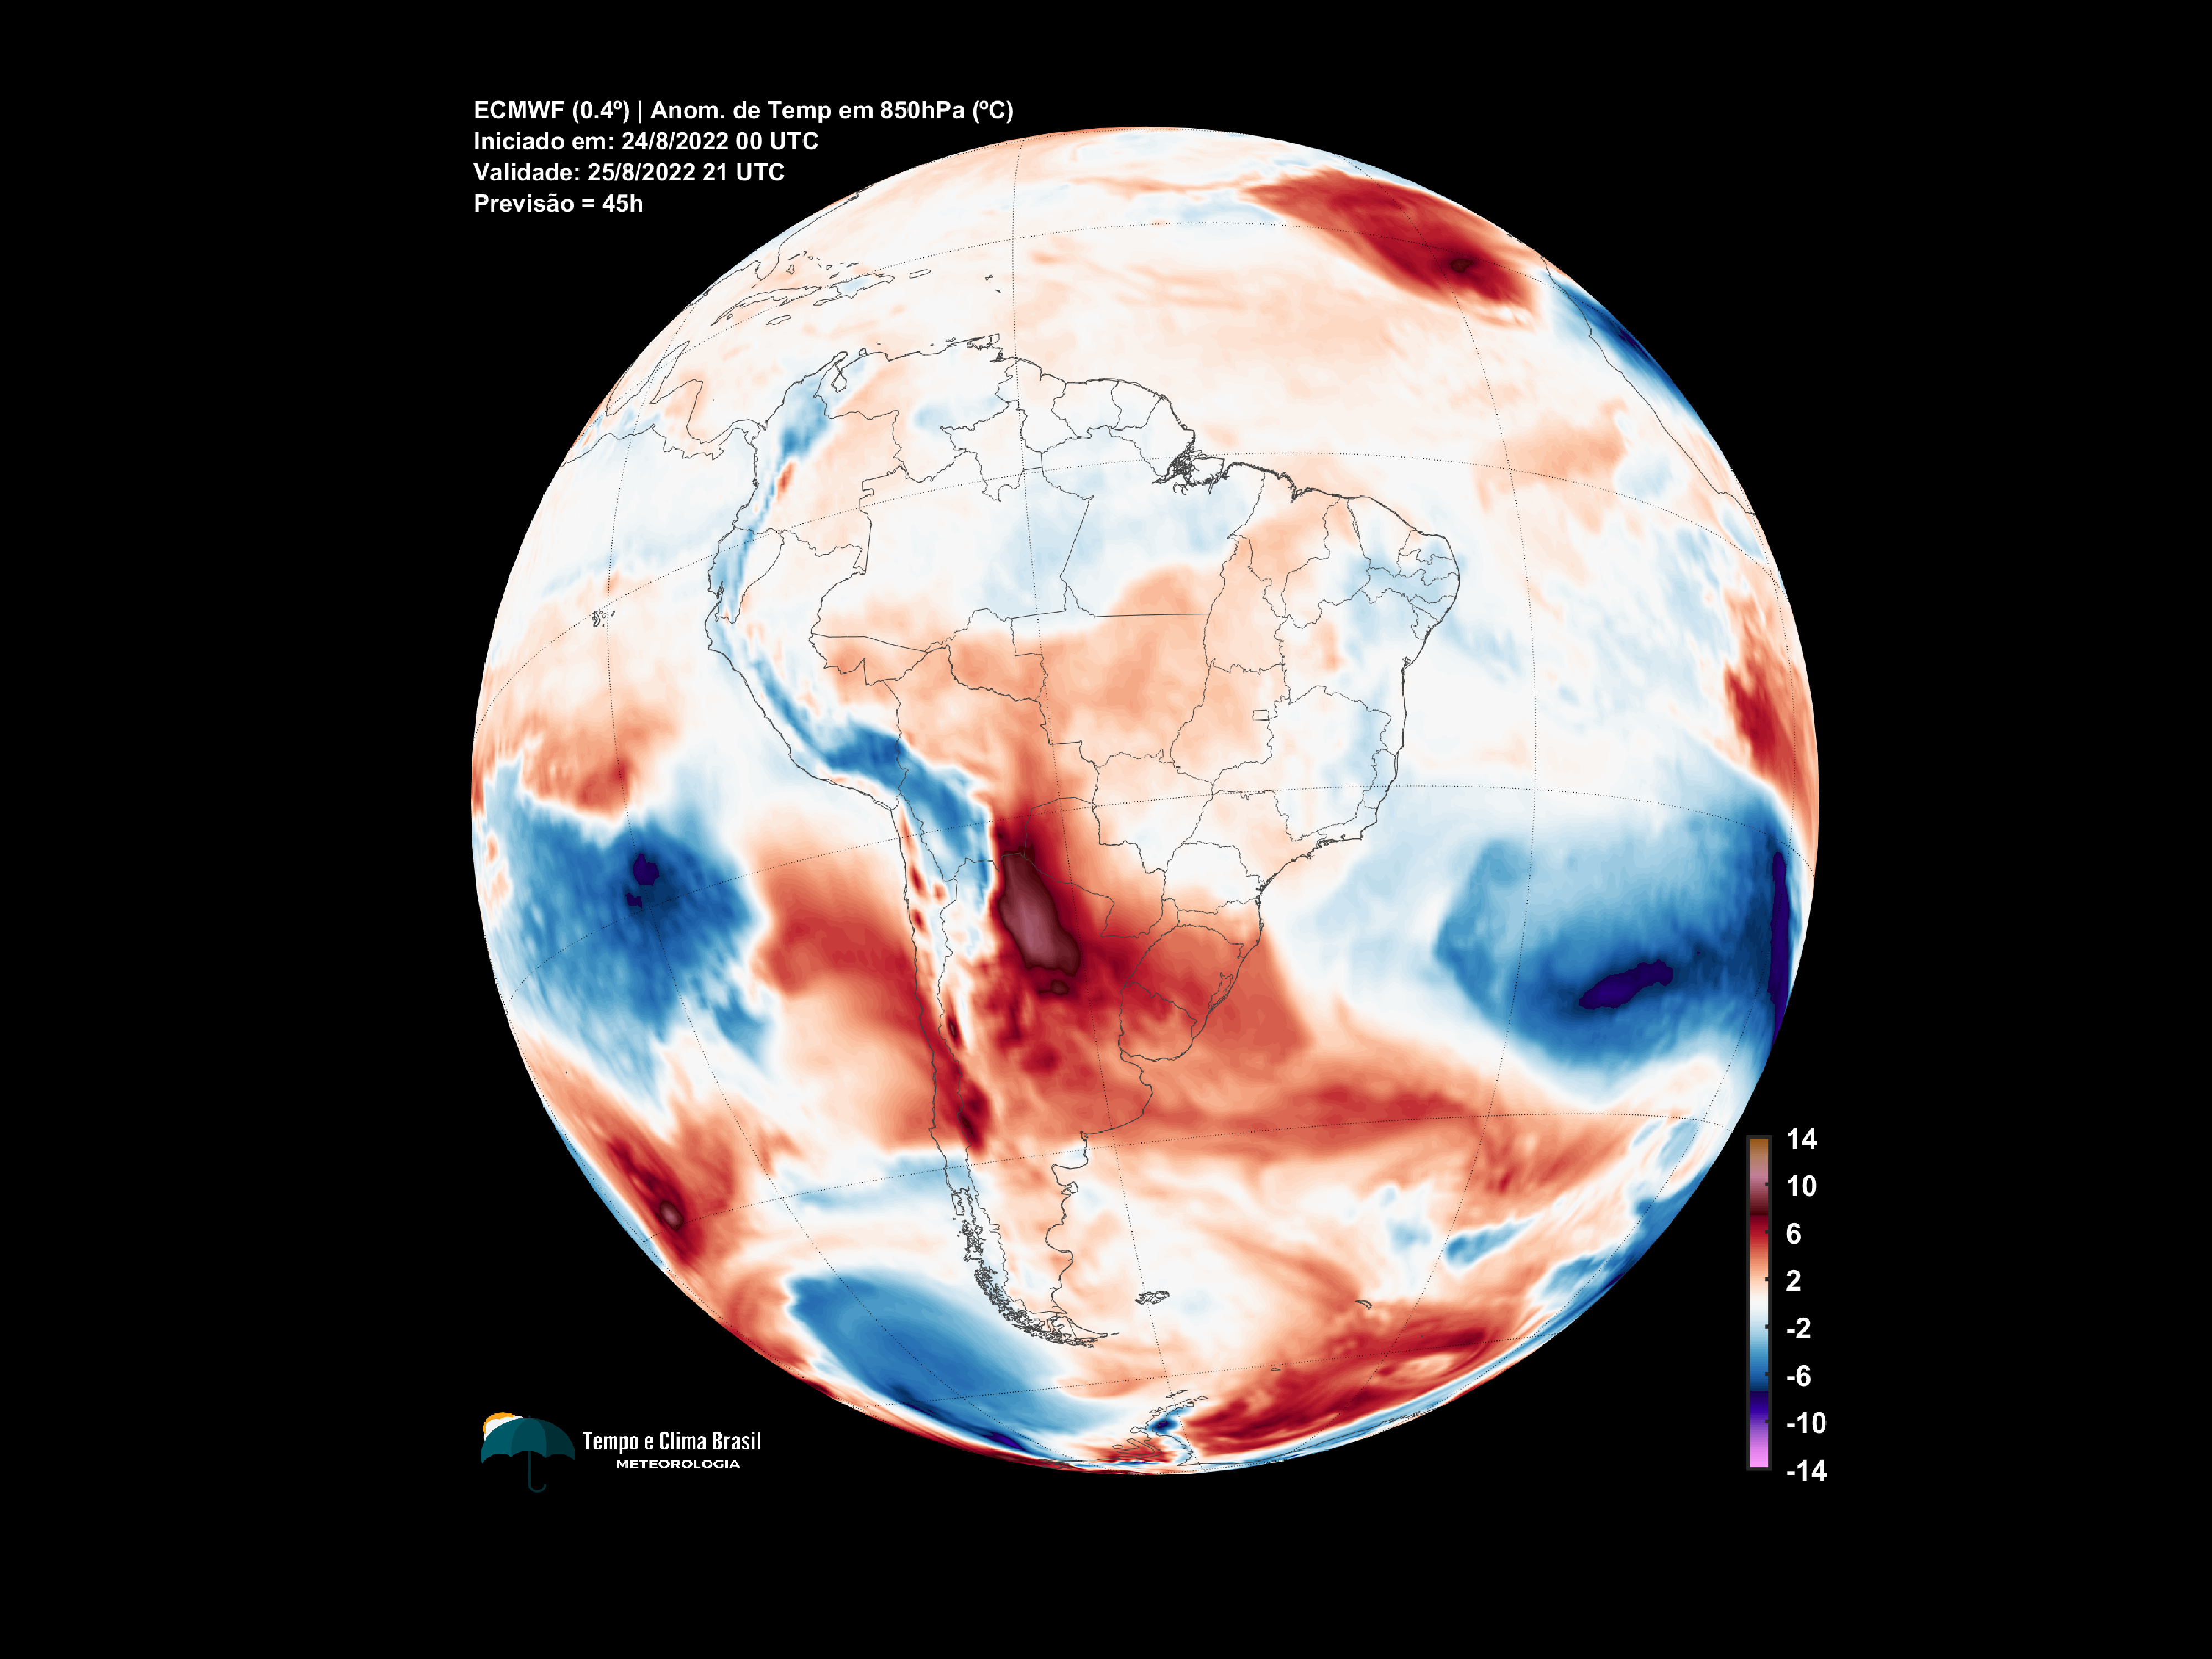 ECMWF (0.4º) | Anom. de Temp em 850hPa (ºC)
Iniciado em: 24/8/2022 00 UTC
Validade: 25/8/2022 21 UTC
Previsão = 45h
14
10
6
2
-2
-6
-10
-14
Tempo e Clima Brasil
METEOROLOGIA